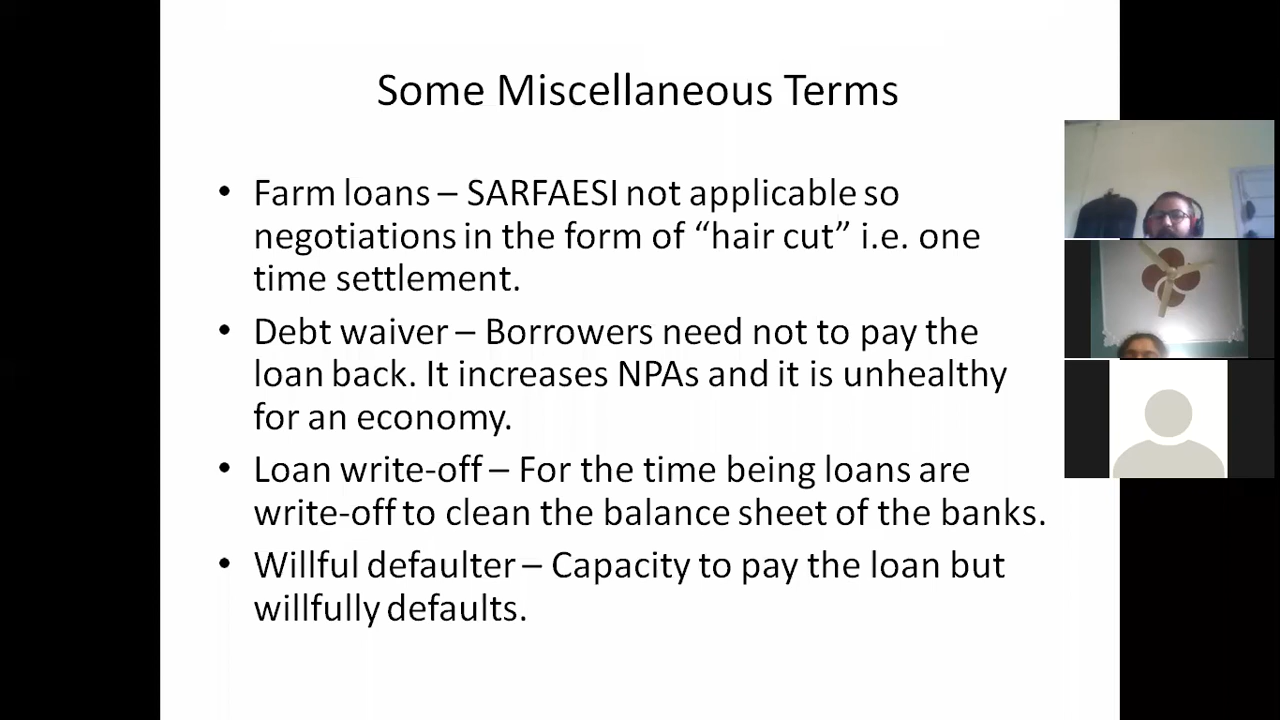 Some Miscellaneous Terms
• Farm loans – SARFAESI not applicable so
negotiations in the form of “hair cut” i.e. one
time settlement.
• Debt waiver – Borrowers need not to pay the
loan back. It increases NPAs and it is unhealthy
for an economy.
• Loan write-off – For the time being loans are
write-off to clean the balance sheet of the banks.
• Willful defaulter – Capacity to pay the loan but
willfully defaults.